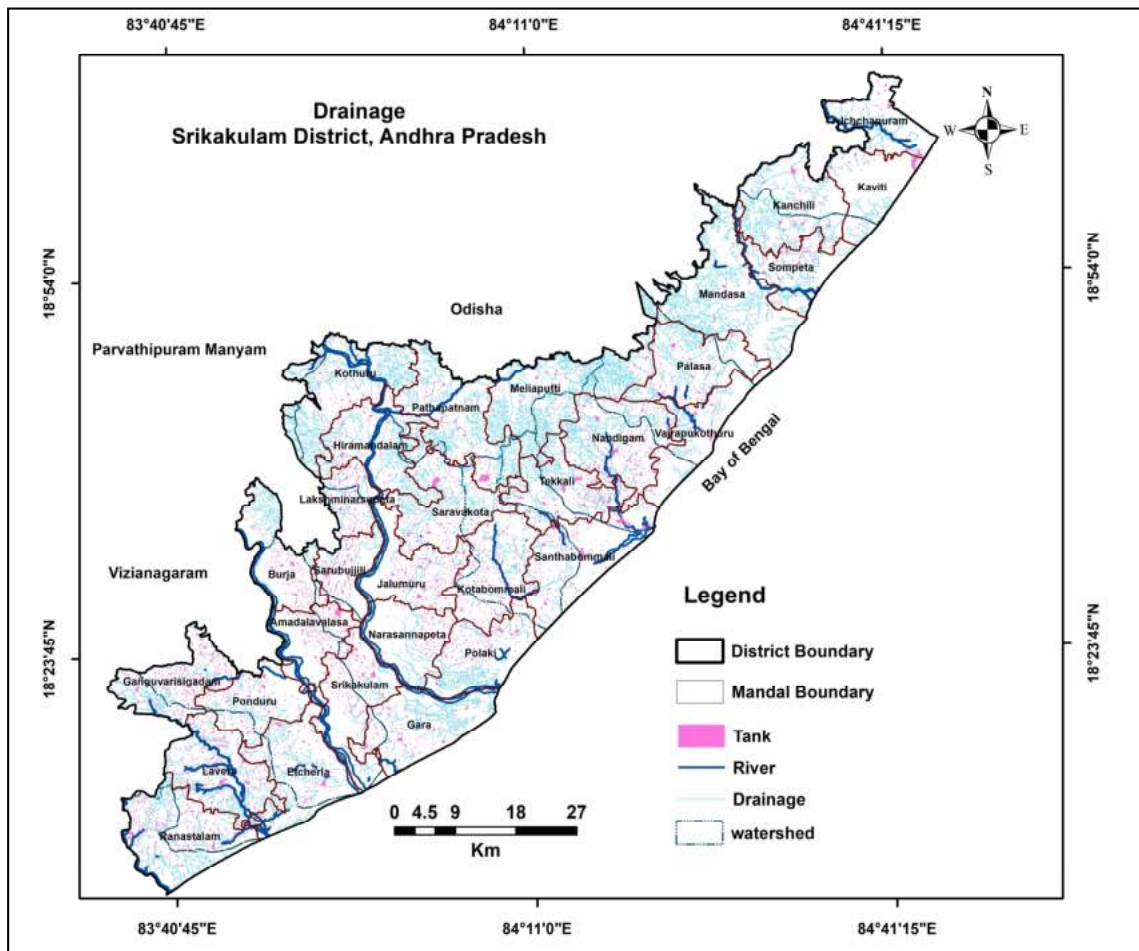 83°40'45"E
84°11'0"E
84°41'15"E
Drainage
Srikakulam District, Andhra Pradesh
N
W
E
S
Ichchapuram
Kaviti
Kanchili
18°54'0"N
18°54'0"N
Sompeta
Mandasa
Odisha
Parvathipuram Manyam
Kothuru
Palasa
Meliaputti
Pathapatnam
Vajrapukothuru
Nandigam
Hiramandalam
Bay of Bengal
Tekkali
Lakshminarsupeta
Saravakota
Santhabommali
Vizianagaram
Burja
Sarubujjili
Jalumuru
Kotabommali
Legend
Amadalavalasa
Narasannapeta
Polaki
18°23'45"N
18°23'45"N
District Boundary
Ganguvarisigadam
Srikakulam
Ponduru
Mandal Boundary
Gara
Tank
Laveru
Etcherla
River
Drainage
Ranastalam
0 4.5 9 18 27
Km
watershed
83°40'45"E
84°11'0"E
84°41'15"E